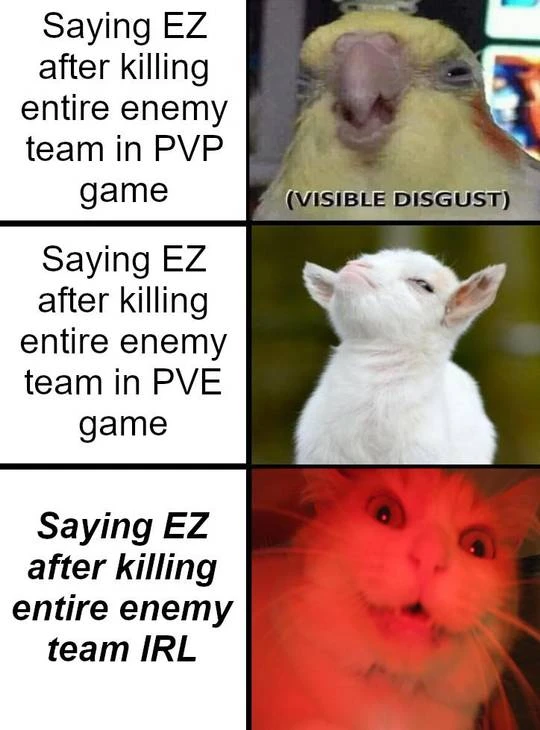 Saying EZ
after killing
entire enemy
team in PVP
game
(VISIBLE DISGUST)
Saying EZ
after killing
entire enemy
team in PVE
game
Saying EZ
after killing
entire enemy
team IRL